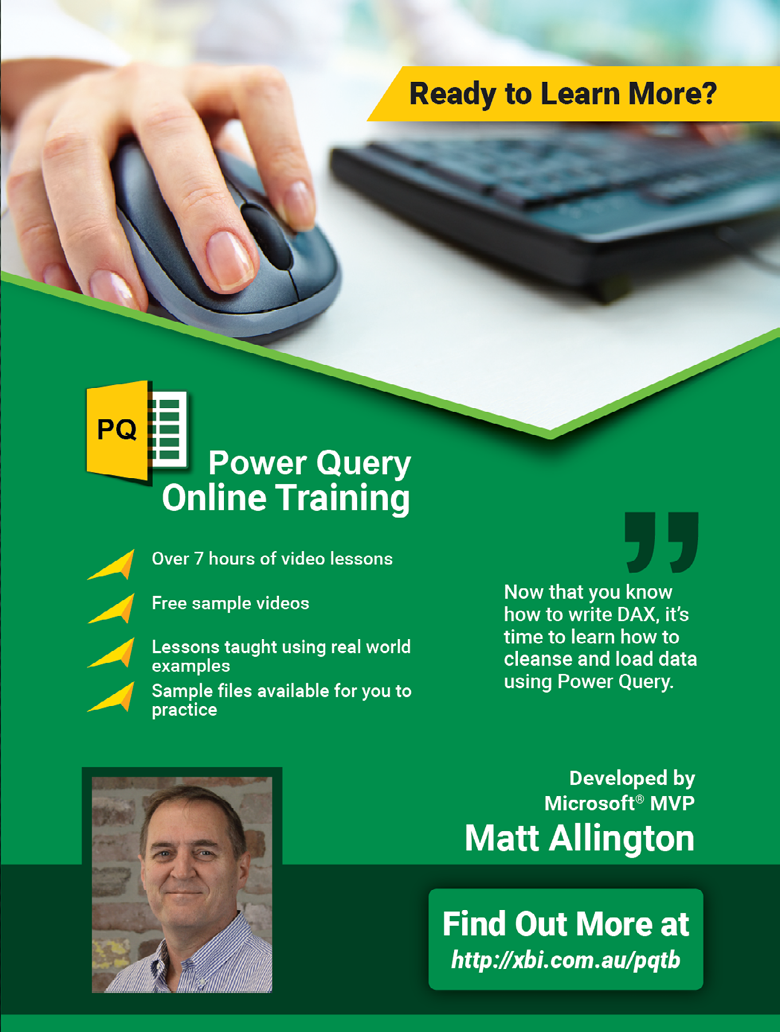 Ready to Learn More?
PQ
Power Query
Online Training
Over 7 hours of video lessons
Free sample videos
Lessons taught using real world
examples
Sample files available for you to
practice
”
Now that you know
how to write DAX, it’s
time to learn how to
cleanse and load data
using Power Query.
Developed by
Microsoft® MVP
Matt Allington
Find Out More at
http://xbi.com.au/pqtb